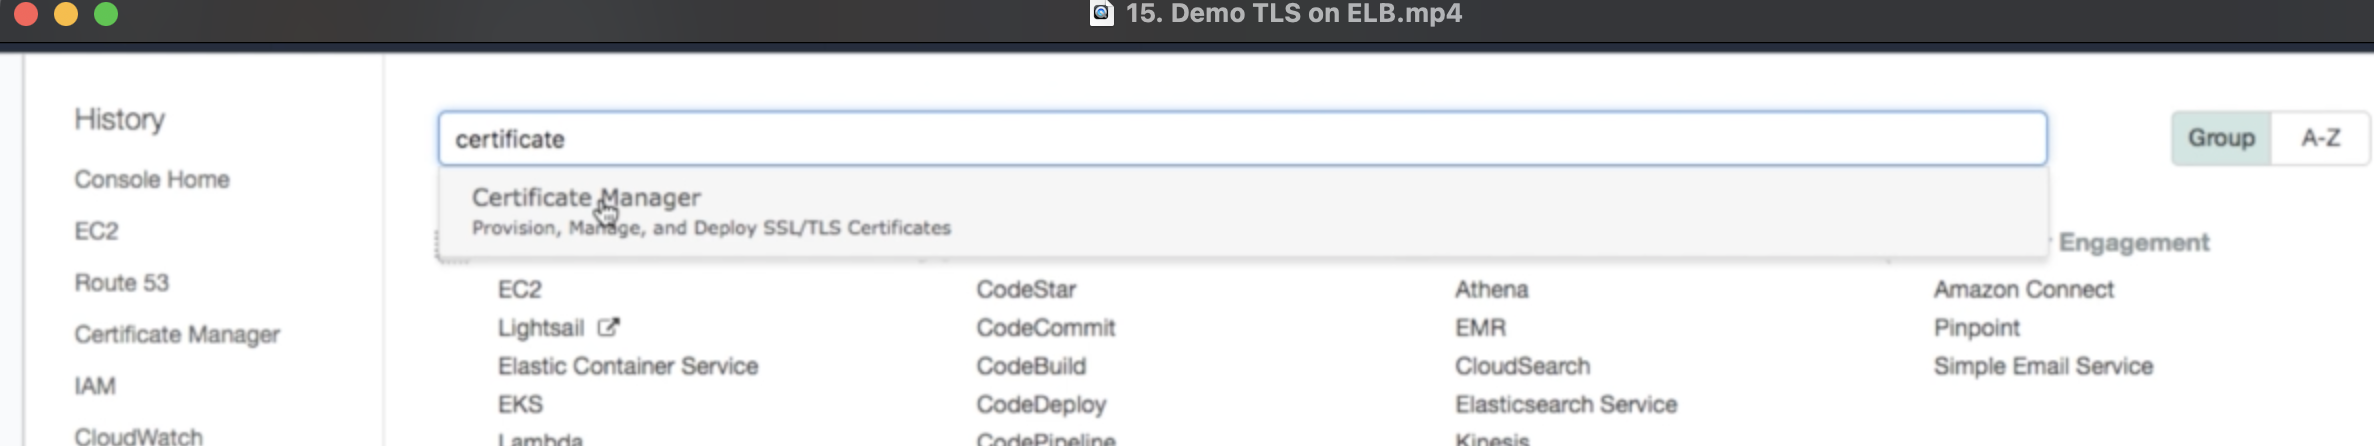 15. Demo TLS on ELB.mp4
History
Console Home
EC2
Route 53
Certificate Manager
IAM
CloudWatch
certificate
Group
A-Z
Certificate Manager
Provision, Manage, and Deploy SSL/TLS Certificates
Engagement
EC2
Lightsail
Elastic Container Service
EKS
Lambda
CodeStar
CodeCommit
CodeBuild
CodeDeploy
CodePipeline
Athena
EMR
CloudSearch
Elasticsearch Service
Kinesis
Amazon Connect
Pinpoint
Simple Email Service